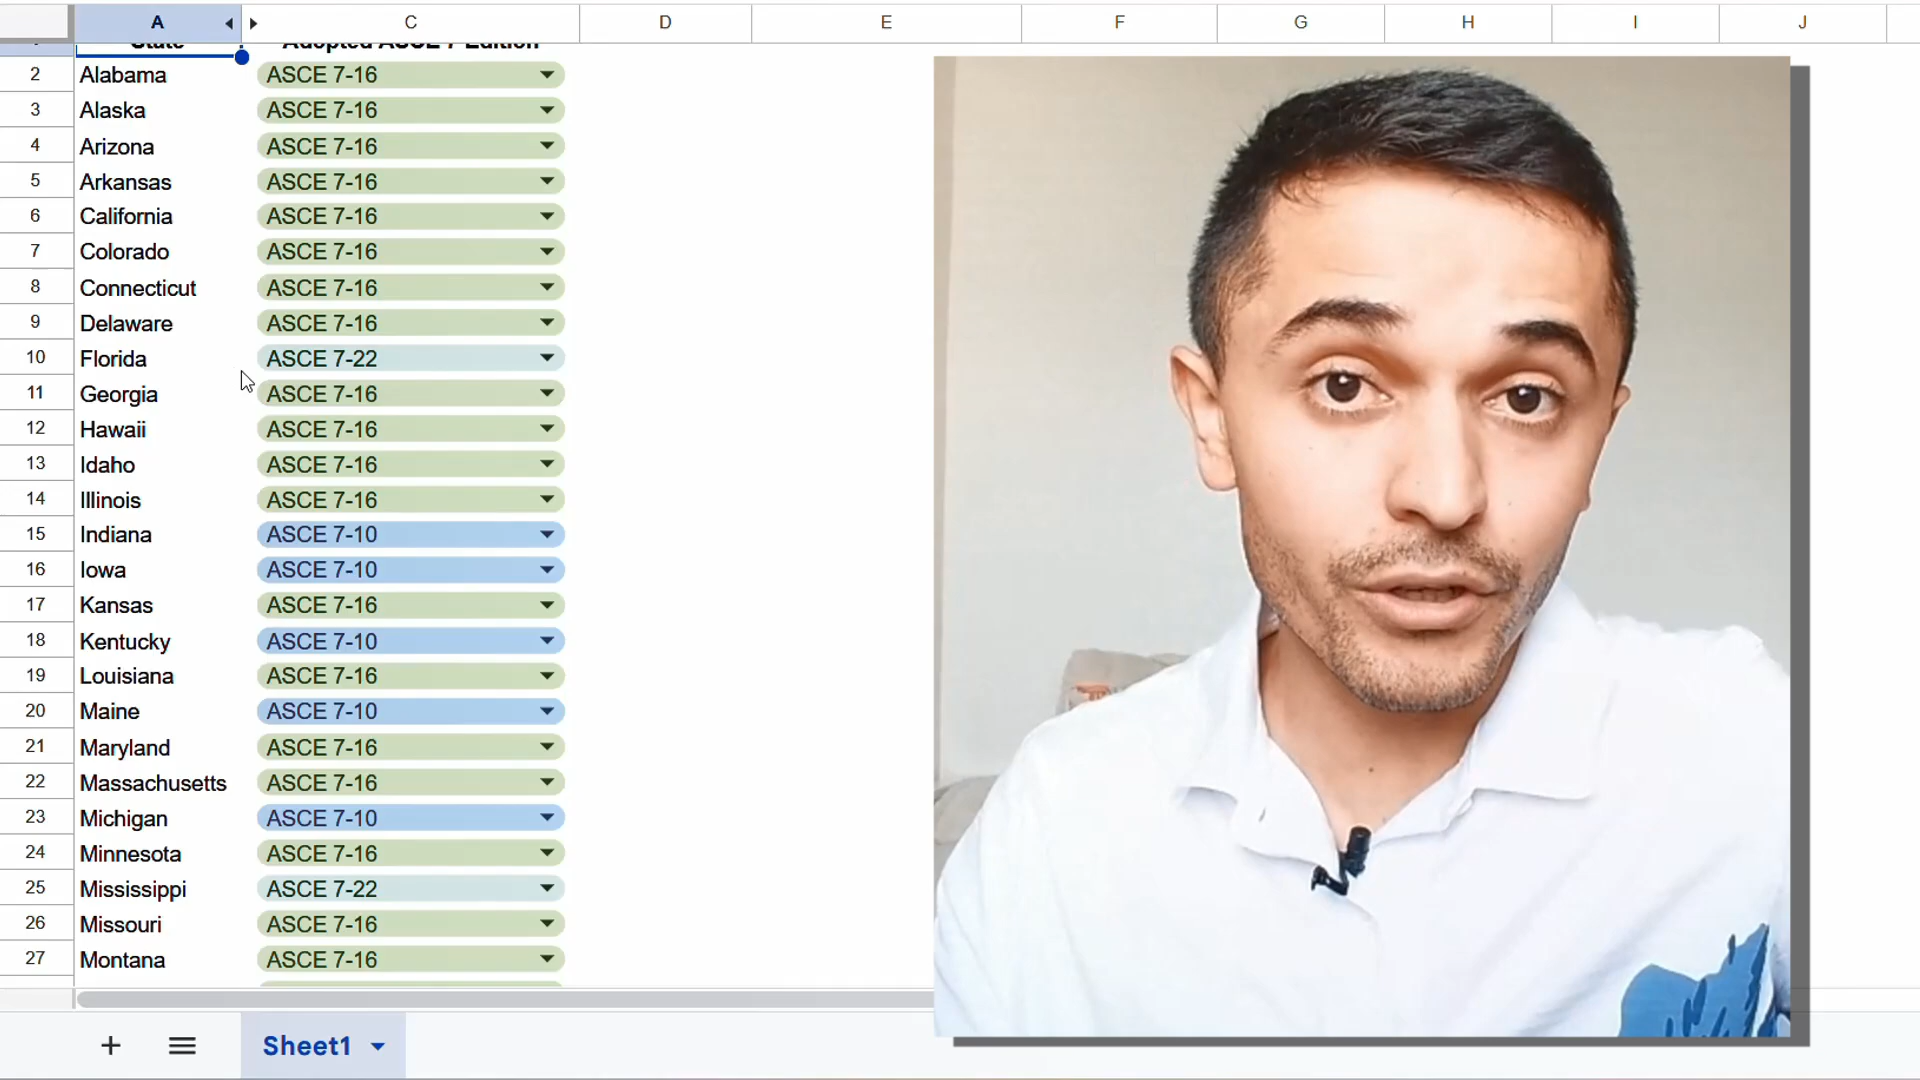 A C D E F G H I J
State Adopted ASCE 7 Edition
2 Alabama ASCE 7-16
3 Alaska ASCE 7-16
4 Arizona ASCE 7-16
5 Arkansas ASCE 7-16
6 California ASCE 7-16
7 Colorado ASCE 7-16
8 Connecticut ASCE 7-16
9 Delaware ASCE 7-16
10 Florida ASCE 7-22
11 Georgia ASCE 7-16
12 Hawaii ASCE 7-16
13 Idaho ASCE 7-16
14 Illinois ASCE 7-16
15 Indiana ASCE 7-10
16 Iowa ASCE 7-10
17 Kansas ASCE 7-16
18 Kentucky ASCE 7-10
19 Louisiana ASCE 7-16
20 Maine ASCE 7-10
21 Maryland ASCE 7-16
22 Massachusetts ASCE 7-16
23 Michigan ASCE 7-10
24 Minnesota ASCE 7-16
25 Mississippi ASCE 7-22
26 Missouri ASCE 7-16
27 Montana ASCE 7-16
Sheet1